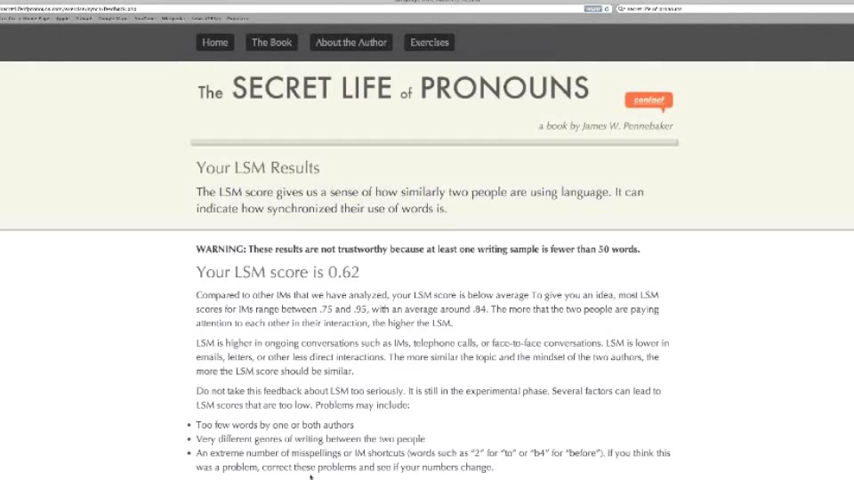 Home
The Book
About the Author
Exercises
The SECRET LIFE of PRONOUNS
contact
a book by James W. Pennebaker
Your LSM Results
The LSM score gives us a sense of how similarly two people are using language. It can
indicate how synchronized their use of words is.
WARNING: These results are not trustworthy because at least one writing sample is fewer than 50 words.
Your LSM score is 0.62
Compared to other IMs that we have analyzed, your LSM score is below average To give you an idea, most LSM
scores for IMs range between .75 and .95, with an average around .84. The more that the two people are paying
attention to each other in their interaction, the higher the LSM.
LSM is higher in ongoing conversations such as IMs, telephone calls, or face-to-face conversations. LSM is lower in
emails, letters, or other less direct interactions. The more similar the topic and the mindset of the two authors, the
more the LSM score should be similar.
Do not take this feedback about LSM too seriously. It is still in the experimental phase. Several factors can lead to
LSM scores that are too low. Problems may include:
• Too few words by one or both authors
• Very different genres of writing between the two people
• An extreme number of misspellings or IM shortcuts (words such as "2" for "to" or "b4" for "before"). If you think this
was a problem, correct these problems and see if your numbers change.